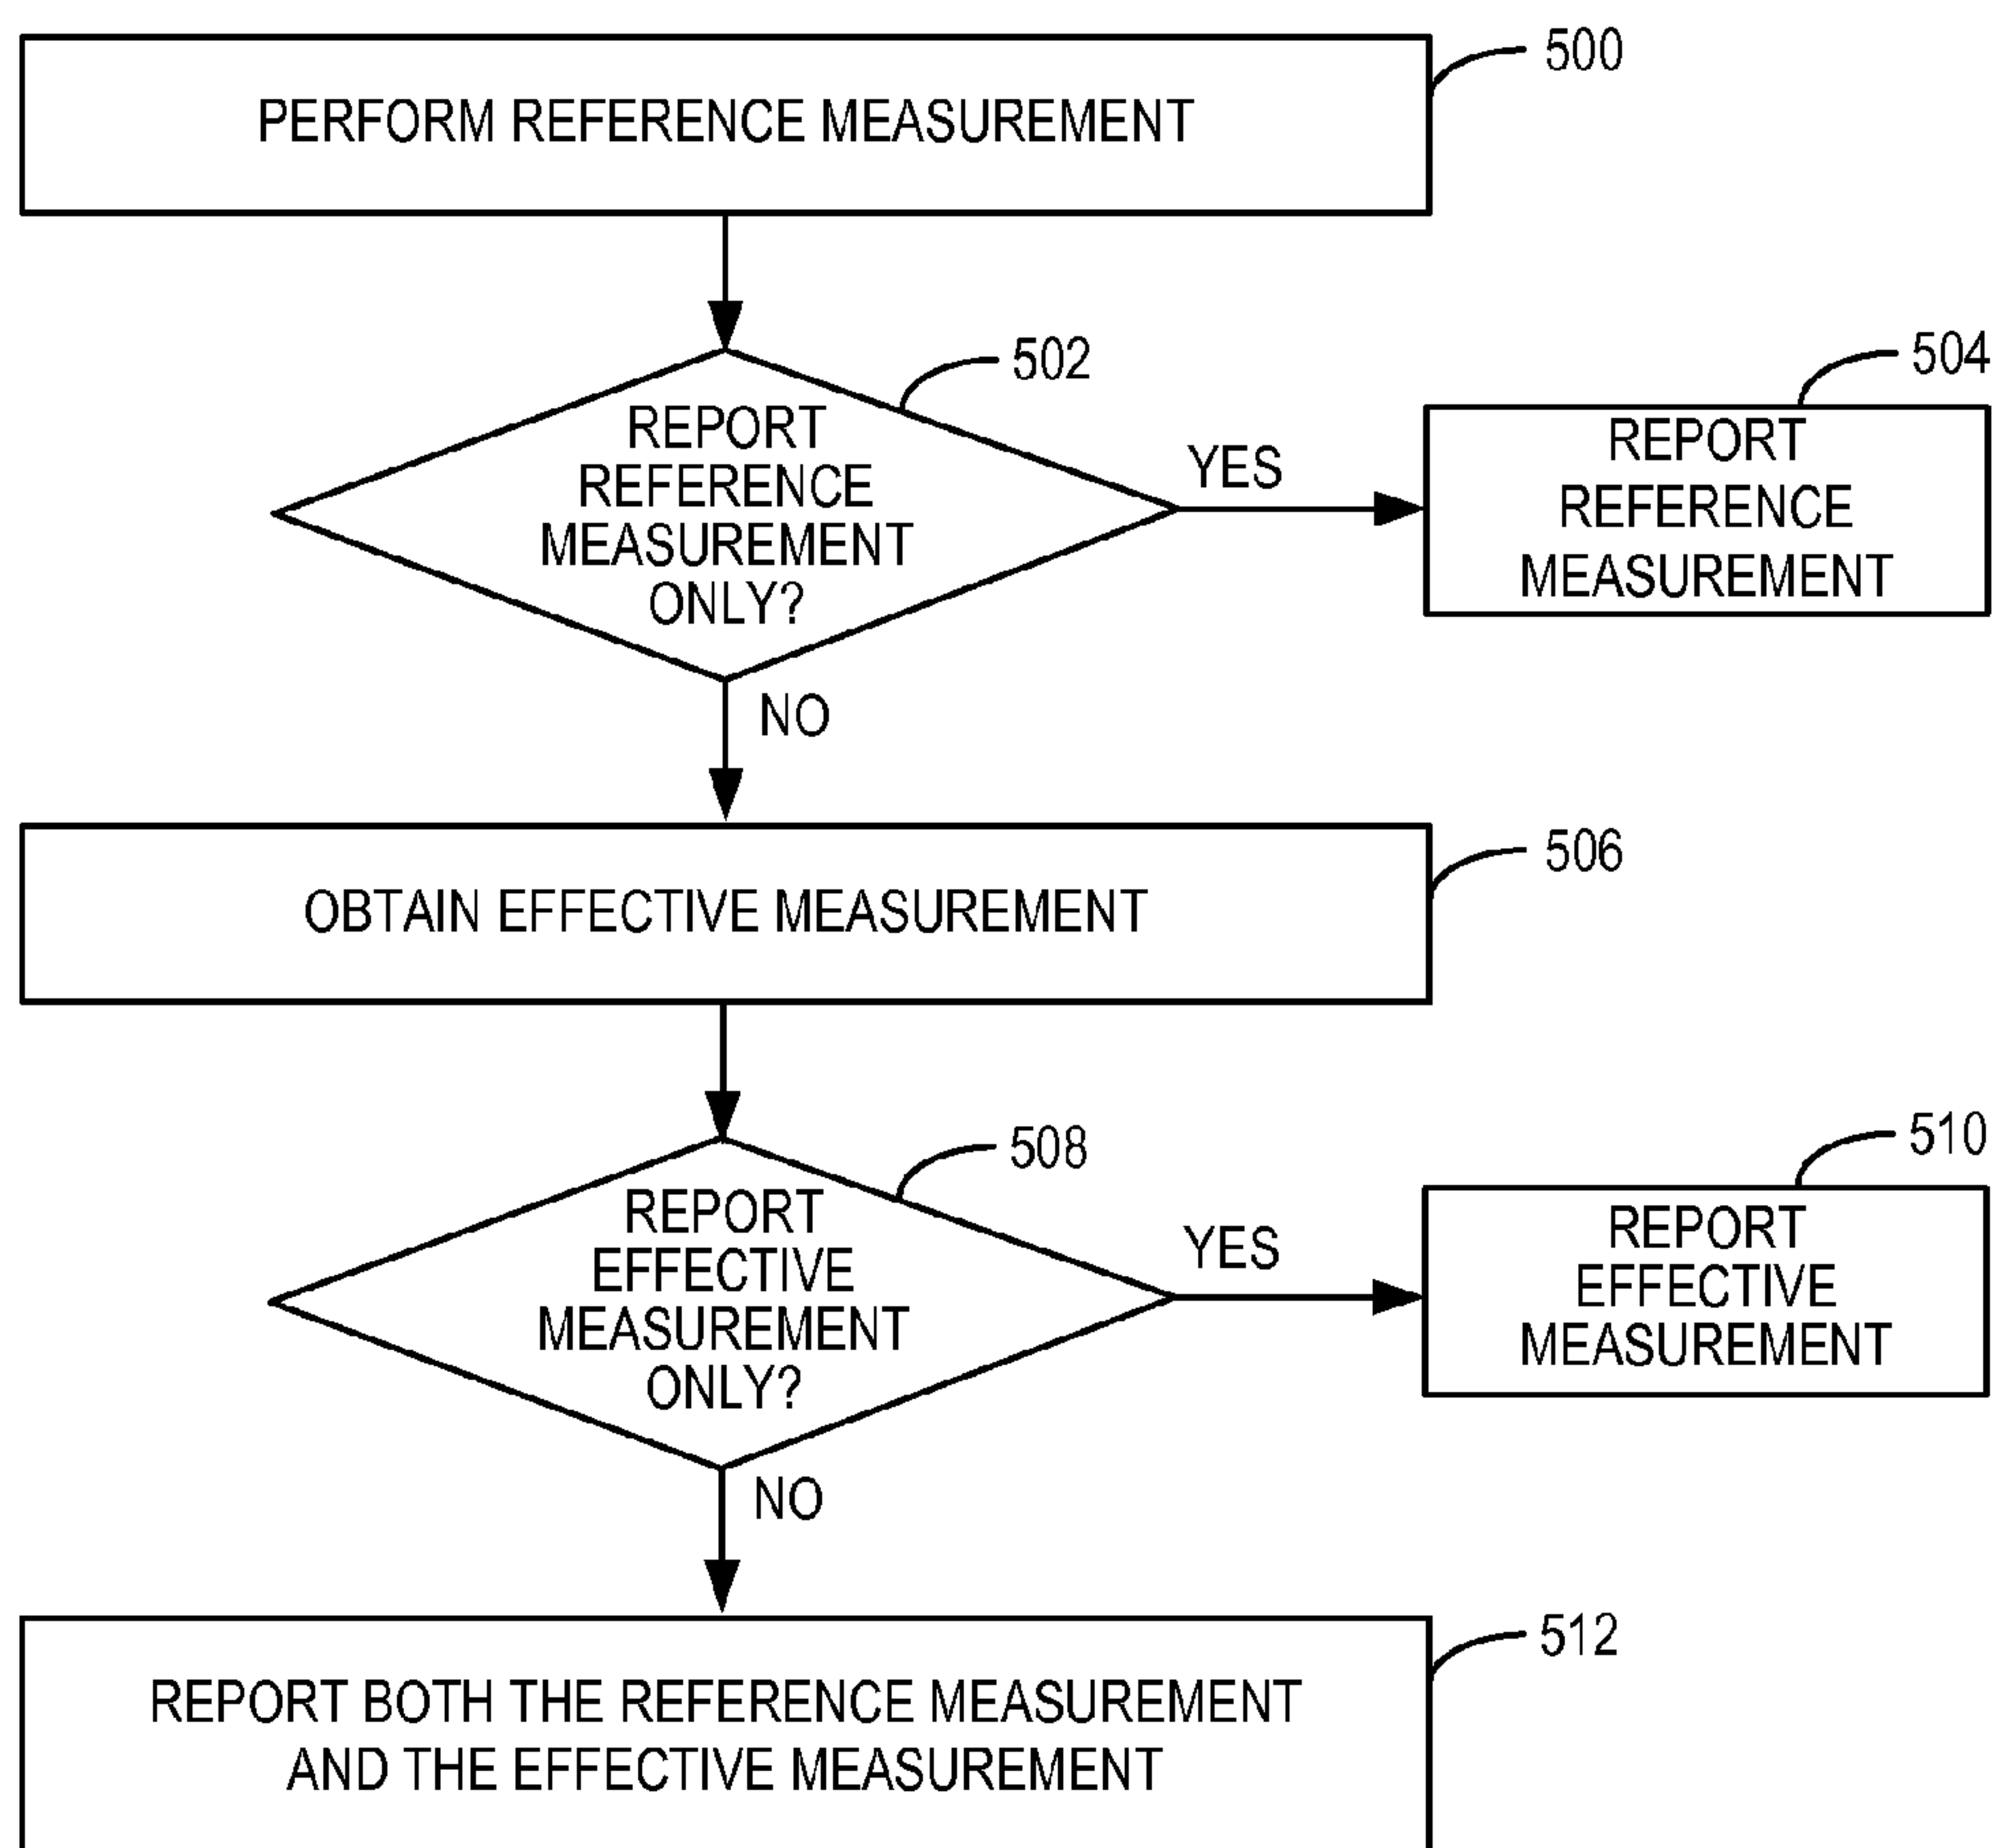 500
PERFORM REFERENCE MEASUREMENT
502
REPORT
REFERENCE
MEASUREMENT
ONLY?
YES
504
REPORT
REFERENCE
MEASUREMENT
NO
506
OBTAIN EFFECTIVE MEASUREMENT
508
REPORT
EFFECTIVE
MEASUREMENT
ONLY?
YES
510
REPORT
EFFECTIVE
MEASUREMENT
NO
512
REPORT BOTH THE REFERENCE MEASUREMENT
AND THE EFFECTIVE MEASUREMENT